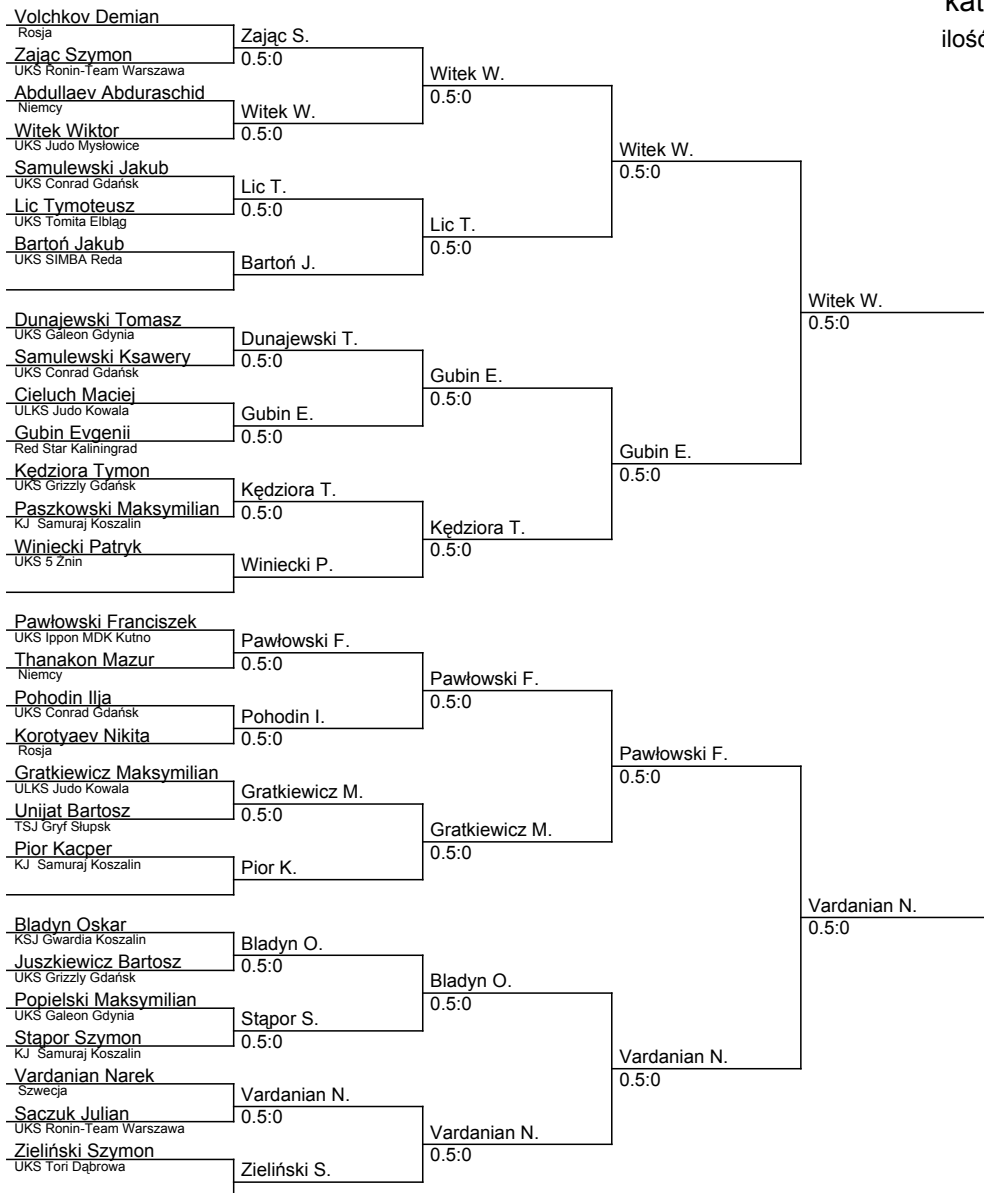 kat
ilość
Volchkov Demian
Rosja
Zając Szymon
UKS Ronin-Team Warszawa
Abdullaev Abduraschid
Niemcy
Witek Wiktor
UKS Judo Mysłowice
Samulewski Jakub
UKS Conrad Gdańsk
Lic Tymoteusz
UKS Tomita Elbląg
Bartoń Jakub
UKS SIMBA Reda
Dunajewski Tomasz
UKS Galeon Gdynia
Samulewski Ksawery
UKS Conrad Gdańsk
Cieluch Maciej
ULKS Judo Kowala
Gubin Evgenii
Red Star Kaliningrad
Kędziora Tymon
UKS Grizzly Gdańsk
Paszkowski Maksymilian
KJ Samuraj Koszalin
Winiecki Patryk
UKS 5 Żnin
Pawłowski Franciszek
UKS Ippon MDK Kutno
Thanakon Mazur
Niemcy
Pohodin Ilja
UKS Conrad Gdańsk
Korotyaev Nikita
Rosja
Gratkiewicz Maksymilian
ULKS Judo Kowala
Unijat Bartosz
TSJ Gryf Słupsk
Pior Kacper
KJ Samuraj Koszalin
Bladyn Oskar
KSJ Gwardia Koszalin
Juszkiewicz Bartosz
UKS Grizzly Gdańsk
Popielski Maksymilian
UKS Galeon Gdynia
Stąpor Szymon
KJ Samuraj Koszalin
Vardanian Narek
Szwecja
Saczuk Julian
UKS Ronin-Team Warszawa
Zieliński Szymon
UKS Tori Dąbrowa
Zając S.
0.5:0
Witek W.
0.5:0
Lic T.
0.5:0
Bartoń J.
Dunajewski T.
0.5:0
Gubin E.
0.5:0
Kędziora T.
0.5:0
Winiecki P.
Pawłowski F.
0.5:0
Pohodin I.
0.5:0
Gratkiewicz M.
0.5:0
Pior K.
Bladyn O.
0.5:0
Stąpor S.
0.5:0
Vardanian N.
0.5:0
Zieliński S.
Witek W.
0.5:0
Lic T.
0.5:0
Gubin E.
0.5:0
Kędziora T.
0.5:0
Pawłowski F.
0.5:0
Gratkiewicz M.
0.5:0
Bladyn O.
0.5:0
Vardanian N.
0.5:0
Witek W.
0.5:0
Gubin E.
0.5:0
Pawłowski F.
0.5:0
Vardanian N.
0.5:0
Witek W.
0.5:0
Vardanian N.
0.5:0